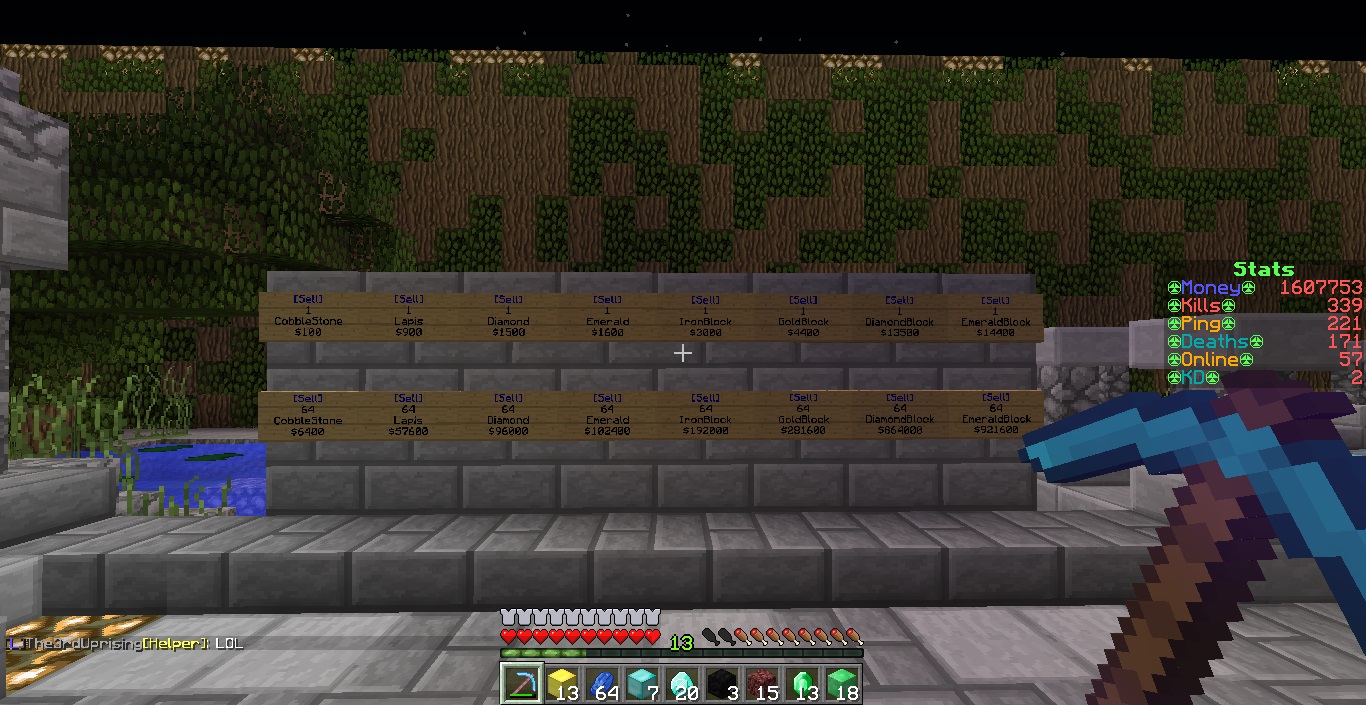 Stats
Money 1607753
Kills 339
Ping 221
Deaths 171
Online 57
KD 2
[Sell] [Sell] [Sell] [Sell] [Sell] [Sell] [Sell] [Sell]
1 1 1 1 1 1 1 1
CobbleStone Lapis Diamond Emerald IronBlock GoldBlock DiamondBlock EmeraldBlock
$100 $900 $1500 $1600 $3000 $4400 $13500 $14400
[Sell] [Sell] [Sell] [Sell] [Sell] [Sell] [Sell] [Sell]
64 64 64 64 64 64 64 64
CobbleStone Lapis Diamond Emerald IronBlock GoldBlock DiamondBlock EmeraldBlock
$6400 $57600 $96000 $102400 $192000 $281600 $864000 $921600
The3rdUprising[Helper]: LOL
13
13 64 7 20 3 15 13 18